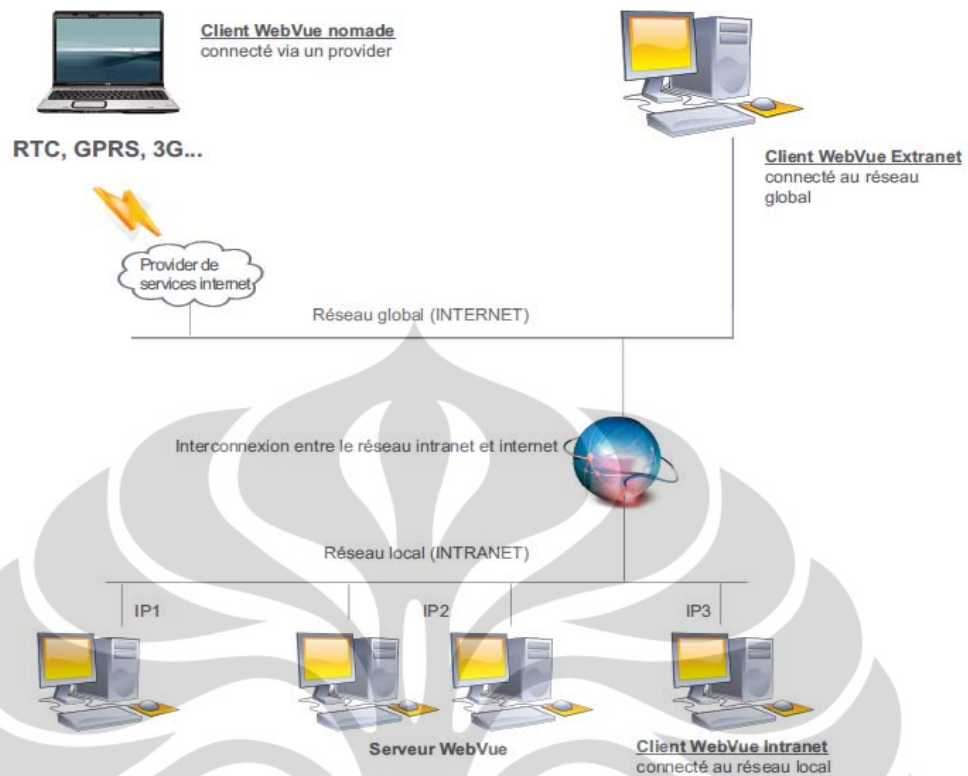 Client WebVue nomade
connecté via un provider
RTC, GPRS, 3G...
Client WebVue Extranet
connecté au réseau
global
Provider de
services internet
Réseau global (INTERNET)
Interconnexion entre le réseau intranet et internet
Réseau local (INTRANET)
IP1
IP2
IP3
Serveur WebVue
Client WebVue Intranet
connecté au réseau local